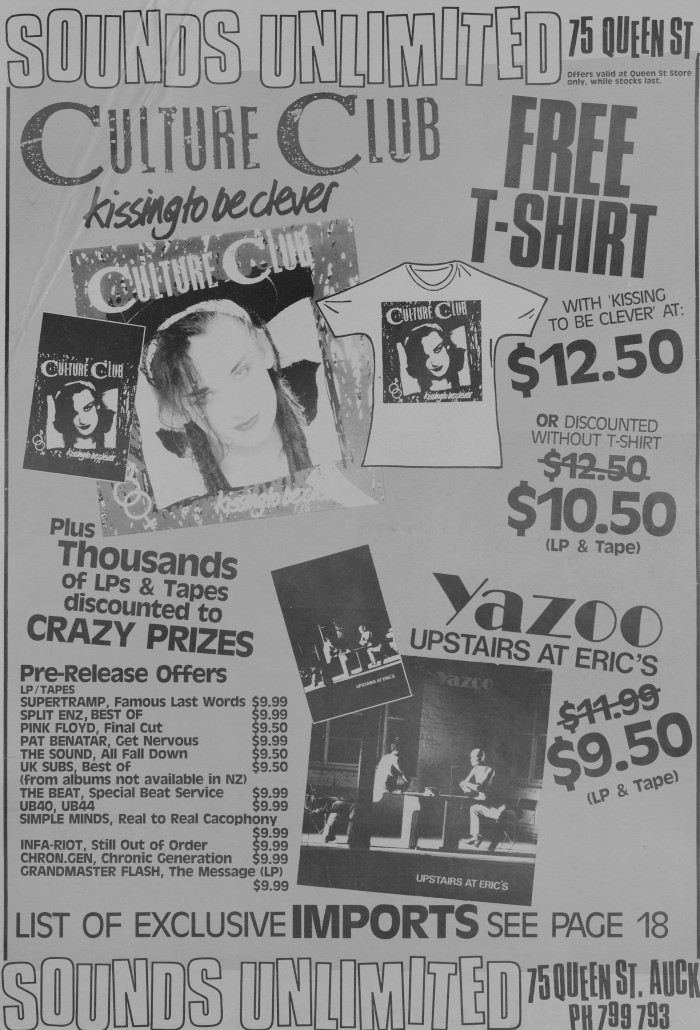 SOUNDS UNLIMITED 75 QUEEN ST
Offers valid at Queen St Store
only, while stocks last.
CULTURE CLUB
kissing to be clever
FREE
T-SHIRT
CULTURE CLUB
CULTURE CLUB
kissing to be clever
CULTURE CLUB
kissing to be clever
kissing to be cle
WITH 'KISSING
TO BE CLEVER' AT:
$12.50
OR DISCOUNTED
WITHOUT T-SHIRT
$12.50
$10.50
(LP & Tape)
Plus
Thousands
of LPs & Tapes
discounted to
CRAZY PRIZES
Yazoo
UPSTAIRS AT ERIC'S
$11.99
$9.50
(LP & Tape)
UPSTAIRS AT ERIC'S
Yazoo
UPSTAIRS AT ERIC'S
Pre-Release Offers
LP/TAPES
SUPERTRAMP, Famous Last Words $9.99
SPLIT ENZ, BEST OF $9.99
PINK FLOYD, Final Cut $9.50
PAT BENATAR, Get Nervous $9.99
THE SOUND, All Fall Down $9.50
UK SUBS, Best of $9.50
(from albums not available in NZ)
THE BEAT, Special Beat Service $9.99
UB40, UB44 $9.99
SIMPLE MINDS, Real to Real Cacophony
$9.99
INFA-RIOT, Still Out of Order $9.99
CHRON.GEN, Chronic Generation $9.99
GRANDMASTER FLASH, The Message (LP)
$9.99
LIST OF EXCLUSIVE IMPORTS SEE PAGE 18
SOUNDS UNLIMITED 75 QUEEN ST. AUCK
PH 799 793